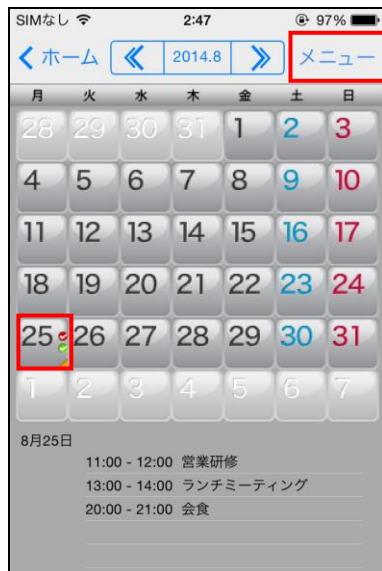 SIMなし 2:47 97%
ホーム 2014.8 メニュー
月 火 水 木 金 土 日
28 29 30 31 1 2 3
4 5 6 7 8 9 10
11 12 13 14 15 16 17
18 19 20 21 22 23 24
25 26 27 28 29 30 31
1 2 3 4 5 6 7
8月25日
11:00 - 12:00 営業研修
13:00 - 14:00 ランチミーティング
20:00 - 21:00 会食